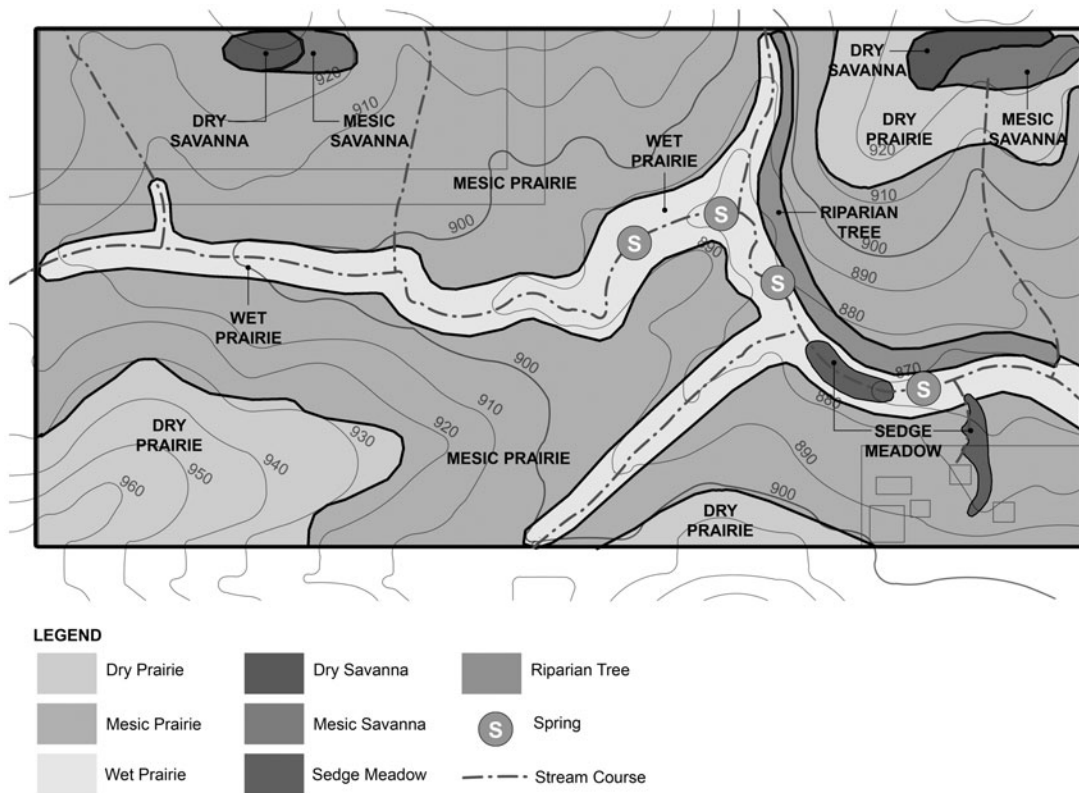 DRY
SAVANNA
MESIC
SAVANNA
920
910
DRY
SAVANNA
DRY
PRAIRIE
MESIC
SAVANNA
920
910
900
890
880
WET
PRAIRIE
MESIC PRAIRIE
900
RIPARIAN
TREE
S
S
S
S
890
WET
PRAIRIE
900
870
880
890
900
SEDGE
MEADOW
DRY
PRAIRIE
910
920
930
940
950
960
MESIC PRAIRIE
DRY
PRAIRIE
LEGEND
Dry Prairie
Mesic Prairie
Wet Prairie
Dry Savanna
Mesic Savanna
Sedge Meadow
Riparian Tree
S
Spring
Stream Course